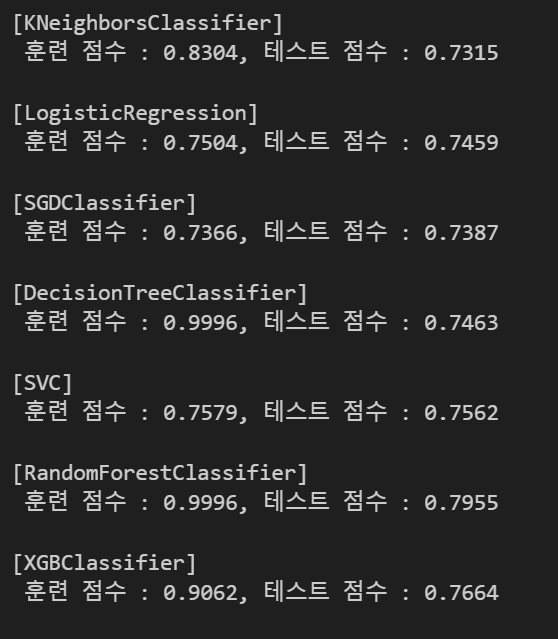 [KNeighborsClassifier]
훈련 점수 : 0.8304, 테스트 점수 : 0.7315
[LogisticRegression]
훈련 점수 : 0.7504, 테스트 점수 : 0.7459
[SGDClassifier]
훈련 점수 : 0.7366, 테스트 점수 : 0.7387
[DecisionTreeClassifier]
훈련 점수 : 0.9996, 테스트 점수 : 0.7463
[SVC]
훈련 점수 : 0.7579, 테스트 점수 : 0.7562
[RandomForestClassifier]
훈련 점수 : 0.9996, 테스트 점수 : 0.7955
[XGBClassifier]
훈련 점수 : 0.9062, 테스트 점수 : 0.7664